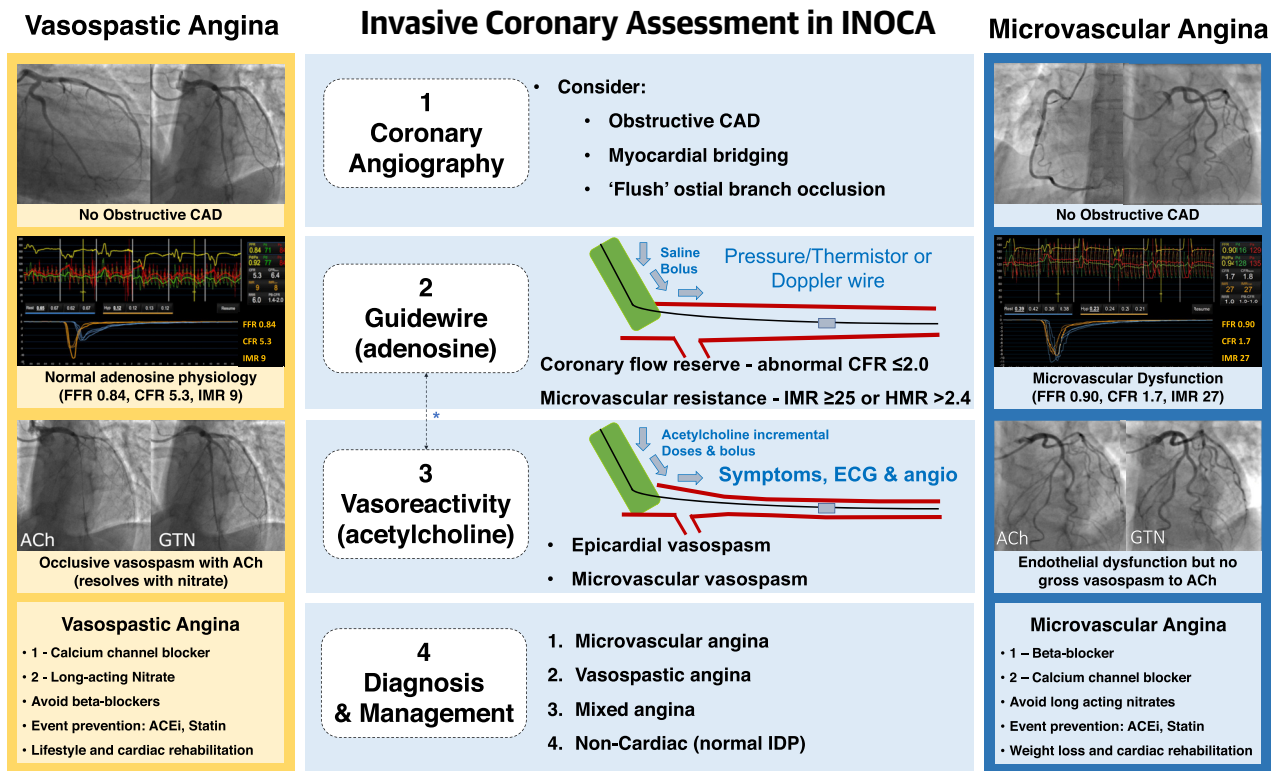 Vasospastic Angina
Invasive Coronary Assessment in INOCA
Microvascular Angina
No Obstructive CAD
FFR 0.84
CFR 5.3
IMR 9
Normal adenosine physiology
(FFR 0.84, CFR 5.3, IMR 9)
ACh
GTN
Occlusive vasospasm with ACh
(resolves with nitrate)
Vasospastic Angina
• 1 - Calcium channel blocker
• 2 - Long-acting Nitrate
• Avoid beta-blockers
• Event prevention: ACEi, Statin
• Lifestyle and cardiac rehabilitation
1
Coronary
Angiography
• Consider:
• Obstructive CAD
• Myocardial bridging
• ‘Flush’ ostial branch occlusion
2
Guidewire
(adenosine)
Saline
Bolus
Pressure/Thermistor or
Doppler wire
Coronary flow reserve - abnormal CFR ≤2.0
Microvascular resistance - IMR ≥25 or HMR >2.4
*
3
Vasoreactivity
(acetylcholine)
Acetylcholine incremental
Doses & bolus
Symptoms, ECG & angio
• Epicardial vasospasm
• Microvascular vasospasm
4
Diagnosis
& Management
1. Microvascular angina
2. Vasospastic angina
3. Mixed angina
4. Non-Cardiac (normal IDP)
No Obstructive CAD
FFR 0.90
CFR 1.7
IMR 27
Microvascular Dysfunction
(FFR 0.90, CFR 1.7, IMR 27)
ACh
GTN
Endothelial dysfunction but no
gross vasospasm to ACh
Microvascular Angina
• 1 – Beta-blocker
• 2 – Calcium channel blocker
• Avoid long acting nitrates
• Event prevention: ACEi, Statin
• Weight loss and cardiac rehabilitation